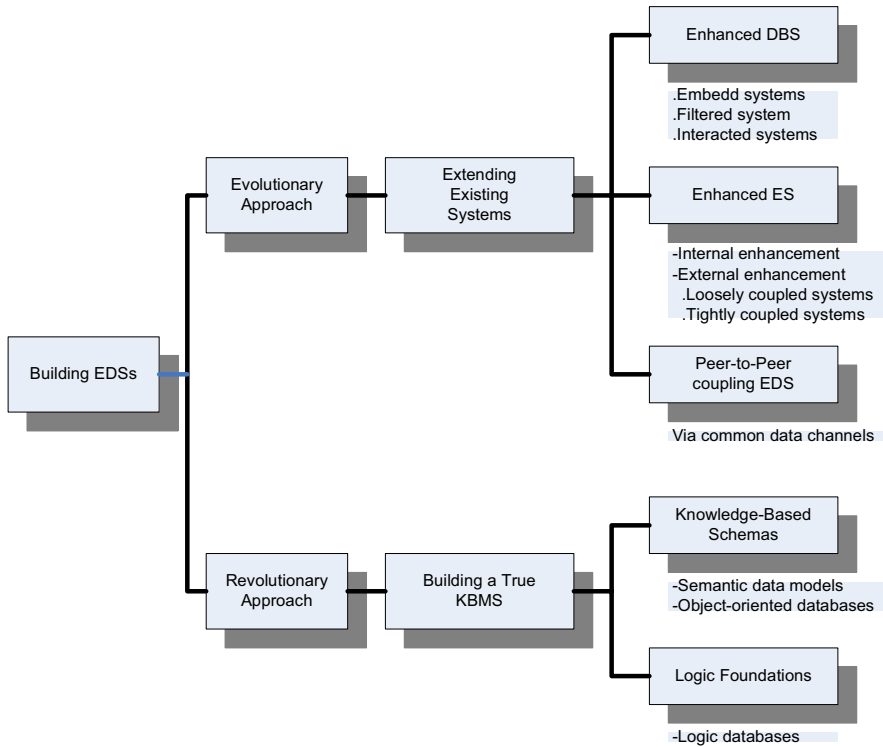 Building EDSs
Evolutionary
Approach
Extending
Existing
Systems
Enhanced DBS
.Embedd systems
.Filtered system
.Interacted systems
Enhanced ES
-Internal enhancement
-External enhancement
.Loosely coupled systems
.Tightly coupled systems
Peer-to-Peer
coupling EDS
Via common data channels
Revolutionary
Approach
Building a True
KBMS
Knowledge-Based
Schemas
-Semantic data models
-Object-oriented databases
Logic Foundations
-Logic databases